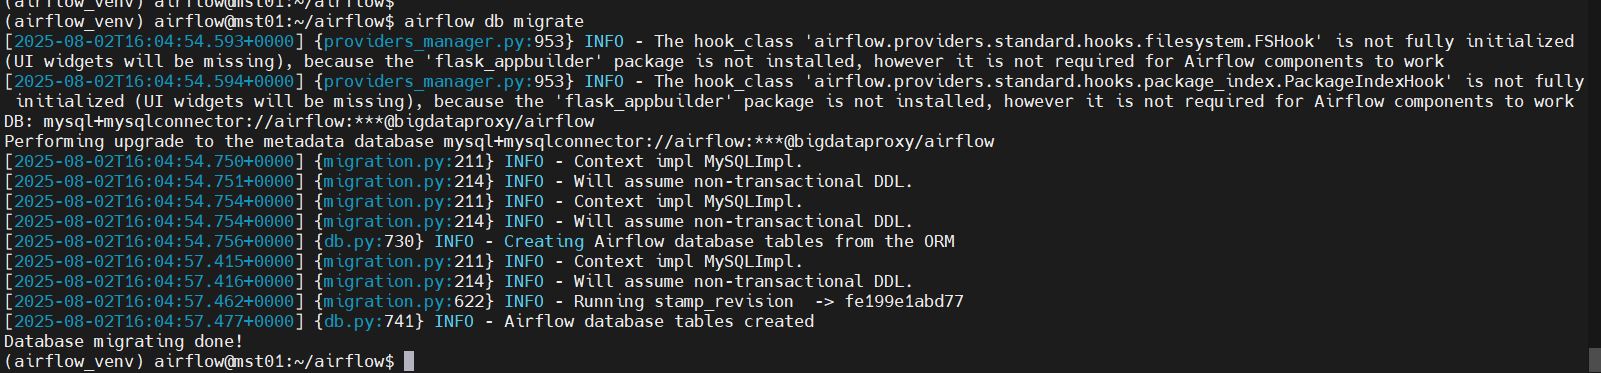 (airflow_venv) airflow@mst01:~/airflow$
(airflow_venv) airflow@mst01:~/airflow$ airflow db migrate
[2025-08-02T16:04:54.593+0000] {providers_manager.py:953} INFO - The hook_class 'airflow.providers.standard.hooks.filesystem.FSHook' is not fully initialized
(UI widgets will be missing), because the 'flask_appbuilder' package is not installed, however it is not required for Airflow components to work
[2025-08-02T16:04:54.594+0000] {providers_manager.py:953} INFO - The hook_class 'airflow.providers.standard.hooks.package_index.PackageIndexHook' is not fully
 initialized (UI widgets will be missing), because the 'flask_appbuilder' package is not installed, however it is not required for Airflow components to work
DB: mysql+mysqlconnector://airflow:***@bigdataproxy/airflow
Performing upgrade to the metadata database mysql+mysqlconnector://airflow:***@bigdataproxy/airflow
[2025-08-02T16:04:54.750+0000] {migration.py:211} INFO - Context impl MySQLImpl.
[2025-08-02T16:04:54.751+0000] {migration.py:214} INFO - Will assume non-transactional DDL.
[2025-08-02T16:04:54.754+0000] {migration.py:211} INFO - Context impl MySQLImpl.
[2025-08-02T16:04:54.754+0000] {migration.py:214} INFO - Will assume non-transactional DDL.
[2025-08-02T16:04:54.756+0000] {db.py:730} INFO - Creating Airflow database tables from the ORM
[2025-08-02T16:04:57.415+0000] {migration.py:211} INFO - Context impl MySQLImpl.
[2025-08-02T16:04:57.416+0000] {migration.py:214} INFO - Will assume non-transactional DDL.
[2025-08-02T16:04:57.462+0000] {migration.py:622} INFO - Running stamp_revision  -> fe199e1abd77
[2025-08-02T16:04:57.477+0000] {db.py:741} INFO - Airflow database tables created
Database migrating done!
(airflow_venv) airflow@mst01:~/airflow$